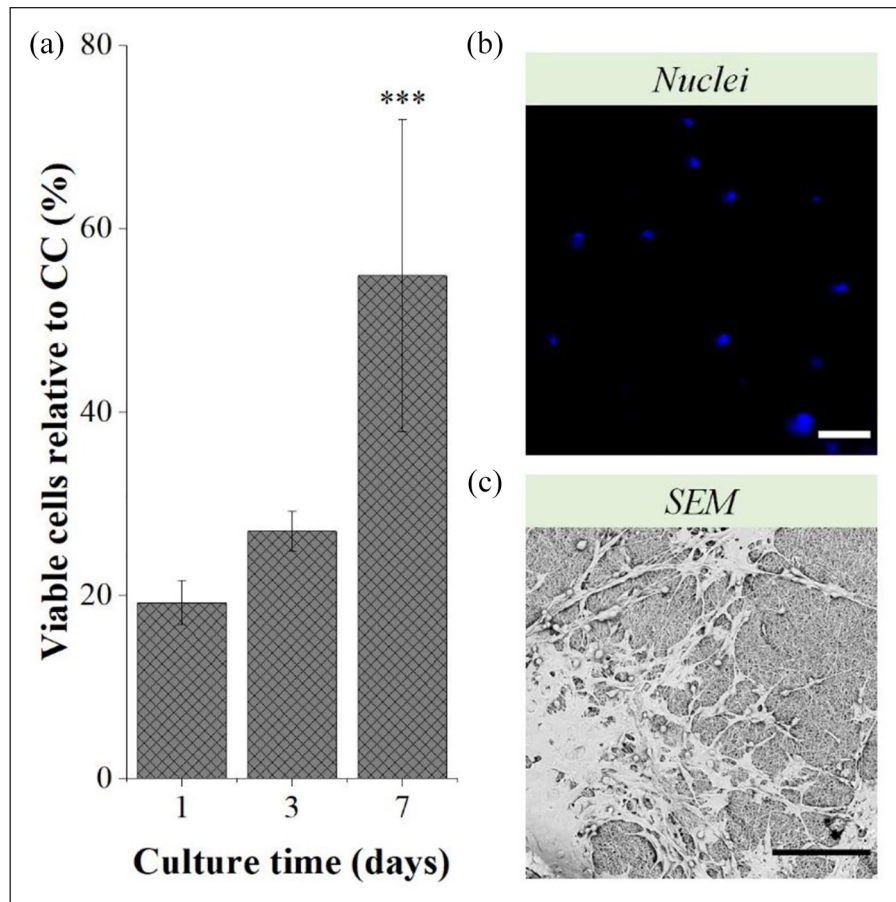 (a)
80
60
40
20
0
Viable cells relative to CC (%)
***
1 3 7
Culture time (days)
(b)
Nuclei
(c)
SEM